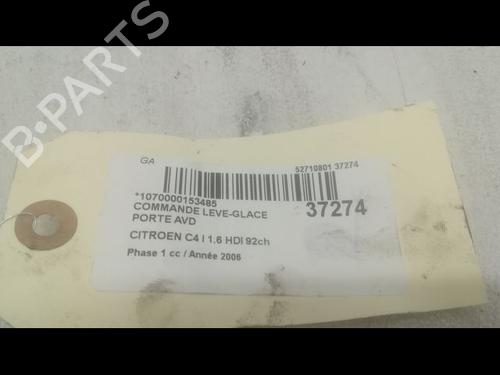 B-PARTS
GA
52710801 37274
*1070000153485
COMMANDE LEVE-GLACE
PORTE AVD
37274
CITROEN C4 I 1.6 HDI 92ch
Phase 1 cc / Année 2006